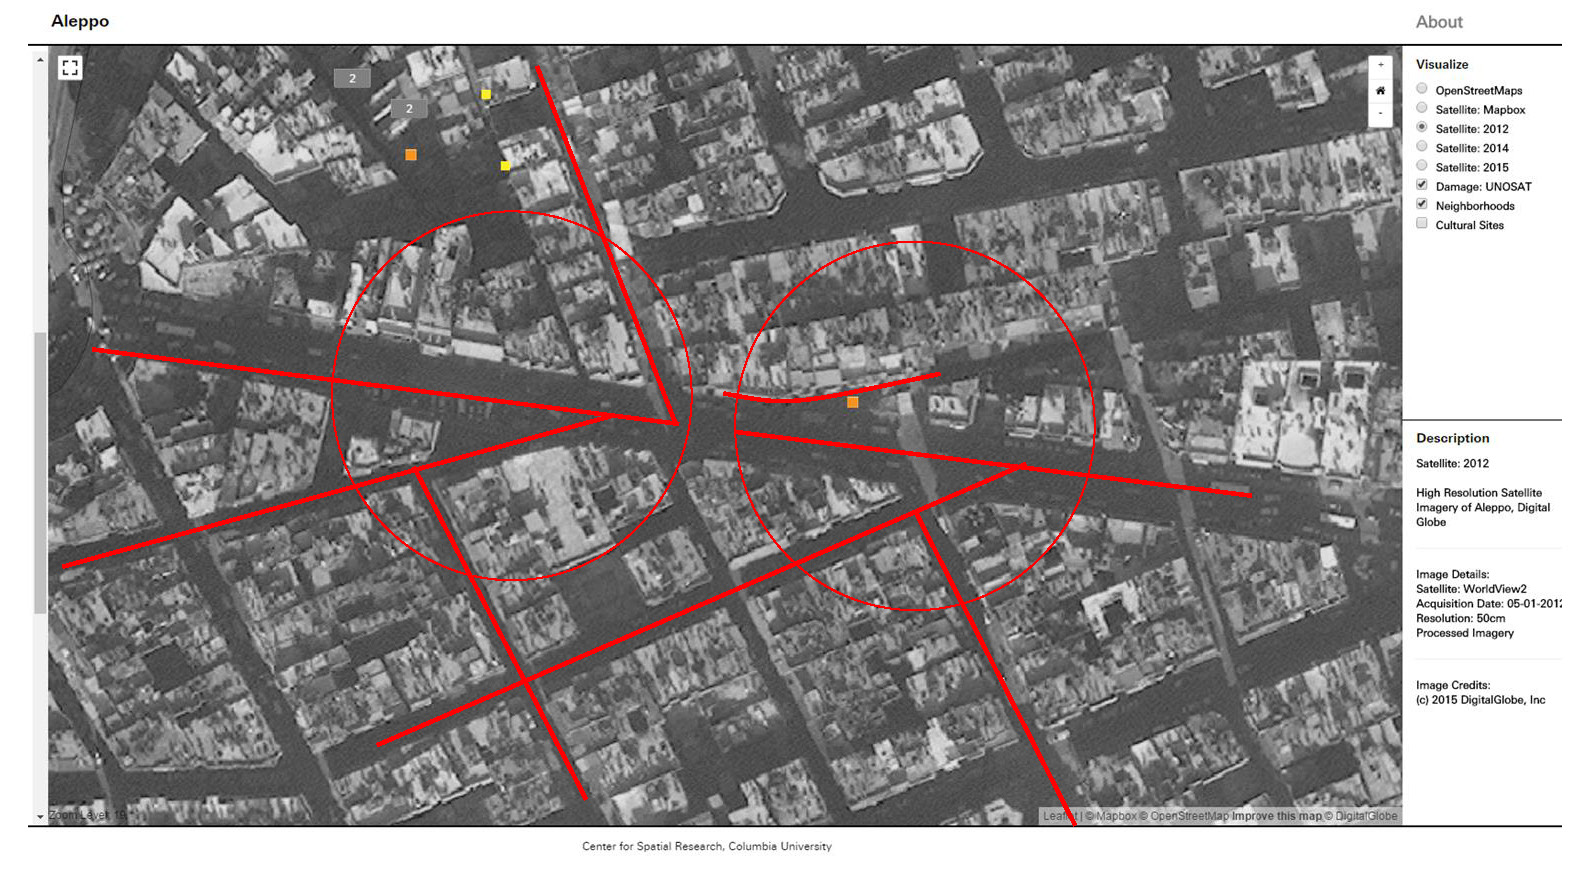 Aleppo
About
2
2
+
-
Visualize
OpenStreetMaps
Satellite: Mapbox
Satellite: 2012
Satellite: 2014
Satellite: 2015
Damage: UNOSAT
Neighborhoods
Cultural Sites
Description
Satellite: 2012
High Resolution Satellite
Imagery of Aleppo, Digital
Globe
Image Details:
Satellite: WorldView2
Acquisition Date: 05-01-2012
Resolution: 50cm
Processed Imagery
Image Credits:
(c) 2015 DigitalGlobe, Inc
Zoom Level: 19
Leaflet | © Mapbox © OpenStreetMap Improve this map © DigitalGlobe
Center for Spatial Research, Columbia University